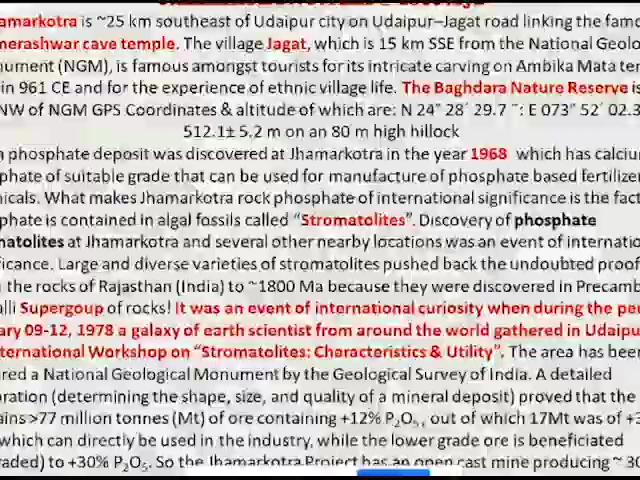 amarkotra is ~25 km southeast of Udaipur city on Udaipur–Jagat road linking the famo
merashwar cave temple. The village Jagat, which is 15 km SSE from the National Geolo
nument (NGM), is famous amongst tourists for its intricate carving on Ambika Mata tem
in 961 CE and for the experience of ethnic village life. The Baghdara Nature Reserve is
NW of NGM GPS Coordinates & altitude of which are: N 24° 28´ 29.7 ¨: E 073° 52´ 02.3
512.1± 5.2 m on an 80 m high hillock
n phosphate deposit was discovered at Jhamarkotra in the year 1968 which has calciu
phate of suitable grade that can be used for manufacture of phosphate based fertilizer
nicals. What makes Jhamarkotra rock phosphate of international significance is the fact
phate is contained in algal fossils called “Stromatolites”. Discovery of phosphate
matolites at Jhamarkotra and several other nearby locations was an event of internatio
ficance. Large and diverse varieties of stromatolites pushed back the undoubted proof
the rocks of Rajasthan (India) to ~1800 Ma because they were discovered in Precamb
alli Supergoup of rocks! It was an event of international curiosity when during the per
ary 09-12, 1978 a galaxy of earth scientist from around the world gathered in Udaipu
nternational Workshop on “Stromatolites: Characteristics & Utility”. The area has been
ared a National Geological Monument by the Geological Survey of India. A detailed
oration (determining the shape, size, and quality of a mineral deposit) proved that the
ains >77 million tonnes (Mt) of ore containing +12% P₂O₅, out of which 17Mt was of +3
which can directly be used in the industry, while the lower grade ore is beneficiated
raded) to +30% P₂O₅. So the Jhamarkotra Project has an open cast mine producing ~ 30